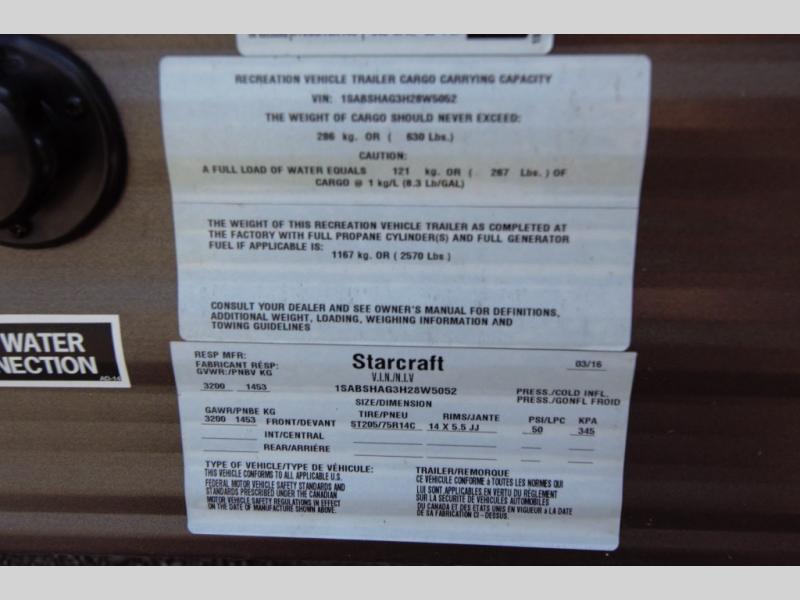 RECREATION VEHICLE TRAILER CARGO CARRYING CAPACITY
VIN: 1SABSHAG3H28W5052
THE WEIGHT OF CARGO SHOULD NEVER EXCEED:
286 kg. OR ( 630 Lbs.)
CAUTION:
A FULL LOAD OF WATER EQUALS 121 kg. OR ( 267 Lbs. ) OF
CARGO @ 1 kg/L (8.3 Lb/GAL)
THE WEIGHT OF THIS RECREATION VEHICLE TRAILER AS COMPLETED AT
THE FACTORY WITH FULL PROPANE CYLINDER(S) AND FULL GENERATOR
FUEL IF APPLICABLE IS:
1167 kg. OR ( 2570 Lbs.)
CONSULT YOUR DEALER AND SEE OWNER'S MANUAL FOR DEFINITIONS,
ADDITIONAL WEIGHT, LOADING, WEIGHING INFORMATION AND
TOWING GUIDELINES
WATER
NECTION
RESP MFR: Starcraft 03/16
FABRICANT RÉSP:
GVWR:/PNBV KG V.I.N./N.I.V
3200 1453 1SABSHAG3H28W5052 PRESS./COLD INFL.
PRESS./GONFL FROID
SIZE/DIMENSION
GAWR/PNBE KG TIRE/PNEU RIMS/JANTE PSI/LPC KPA
3200 1453 FRONT/DEVANT ST205/75R14C 14 X 5.5 JJ 50 345
INT/CENTRAL
REAR/ARRIÈRE
TYPE OF VEHICLE/TYPE DE VÉHICULE: TRAILER/REMORQUE
THIS VEHICLE CONFORMS TO ALL APPLICABLE U.S.
FEDERAL MOTOR VEHICLE SAFETY STANDARDS AND
STANDARDS PRESCRIBED UNDER THE CANADIAN
MOTOR VEHICLE SAFETY REGULATIONS IN EFFECT
ON THE DATE OF MANUFACTURE SHOWN ABOVE.
CE VÉHICULE CONFORME à TOUTES LES NORMES QUI
LUI SONT APPLICABLES EN VERTU DU RÈGLEMENT
SUR LA SECURITE DE VEHICULES AUTOMOBILES
DU CANADA ET DES ETATS UNIS EN VIGUEUR à LA DATE
DE SA FABRICATION CI-DESSUS.